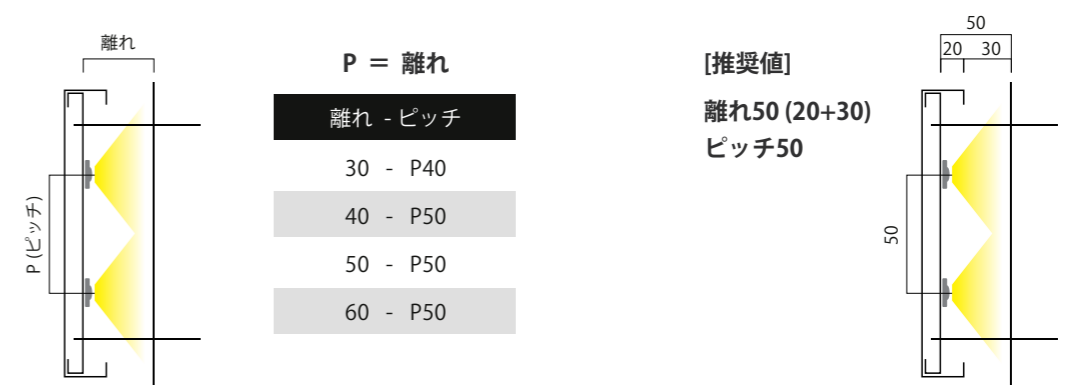 離れ
P (ピッチ)
P = 離れ
離れ - ピッチ
30 - P40
40 - P50
50 - P50
60 - P50
[推奨値]
離れ50 (20+30)
ピッチ50
50
20 30
50